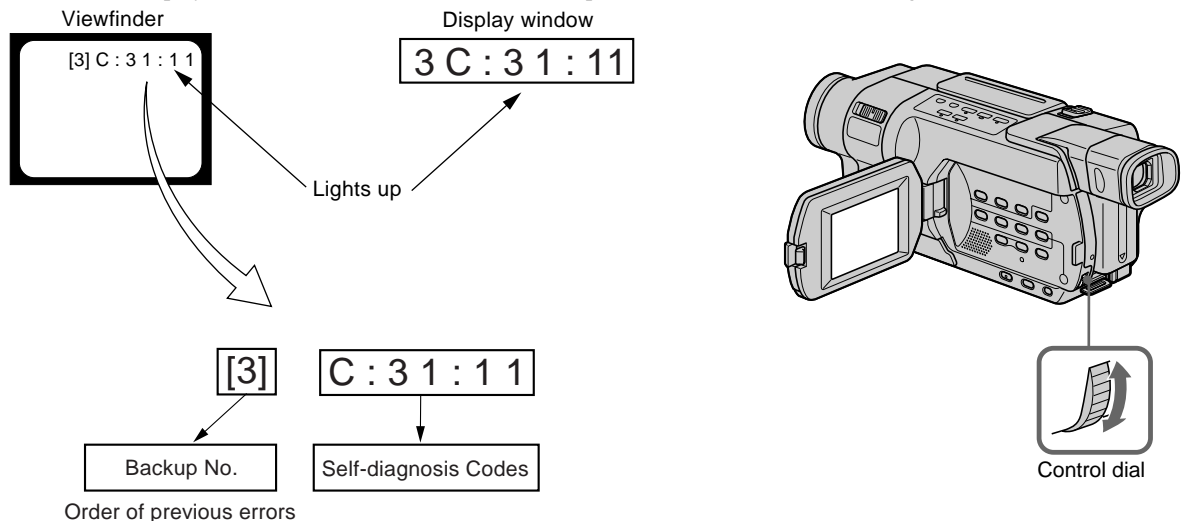 Viewfinder
Display window
[3] C : 3 1 : 1 1
3 C : 3 1 : 11
Lights up
[3]
C : 3 1 : 1 1
Backup No.
Self-diagnosis Codes
Order of previous errors
Control dial